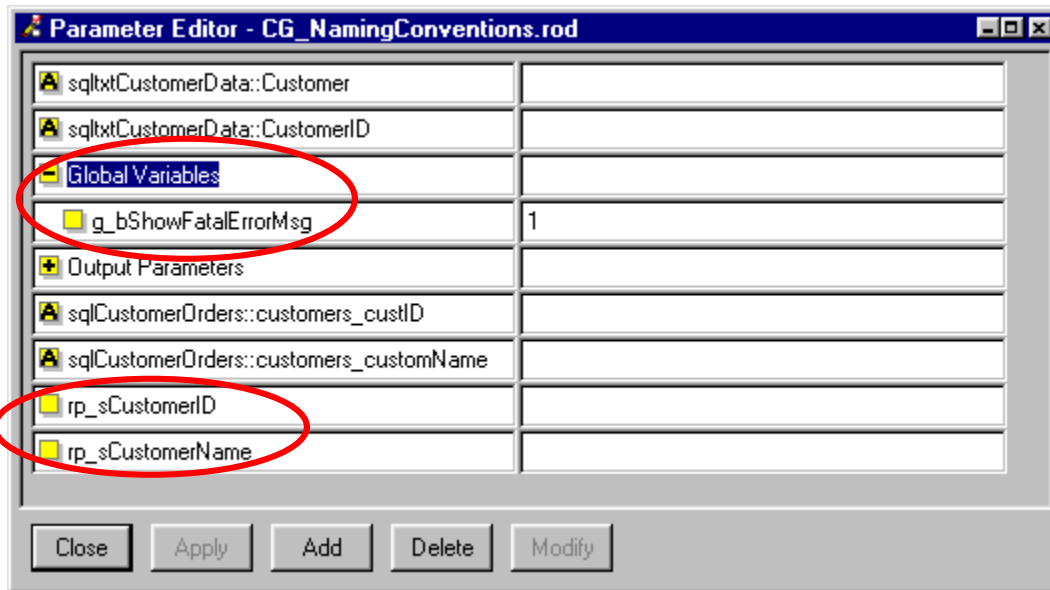 Parameter Editor - CG_NamingConventions.rod
A sqltxtCustomerData::Customer
A sqltxtCustomerData::CustomerID
Global Variables
g_bShowFatalErrorMsg 1
Output Parameters
A sqlCustomerOrders::customers_custID
A sqlCustomerOrders::customers_customName
rp_sCustomerID
rp_sCustomerName
Close Apply Add Delete Modify